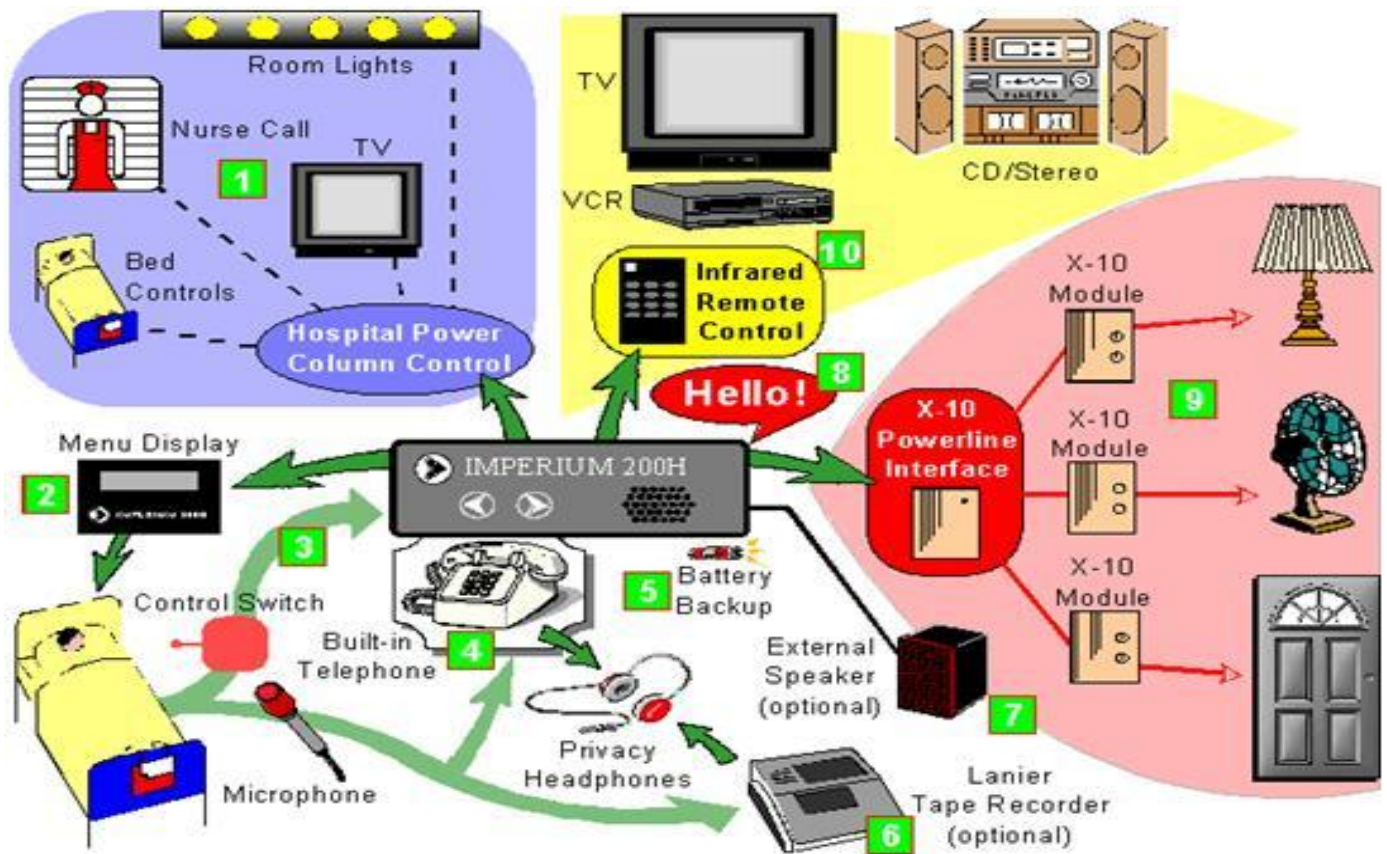 Room Lights
Nurse Call
TV
1
Bed
Controls
Hospital Power
Column Control
TV
VCR
CD/Stereo
10
Infrared
Remote
Control
8
Hello!
X-10
Module
9
X-10
Powerline
Interface
X-10
Module
X-10
Module
Menu Display
2
IMPERIUM 200H
3
Control Switch
Built-in
Telephone
4
5
Battery
Backup
External
Speaker
(optional)
7
Privacy
Headphones
Microphone
Lanier
Tape Recorder
(optional)
6